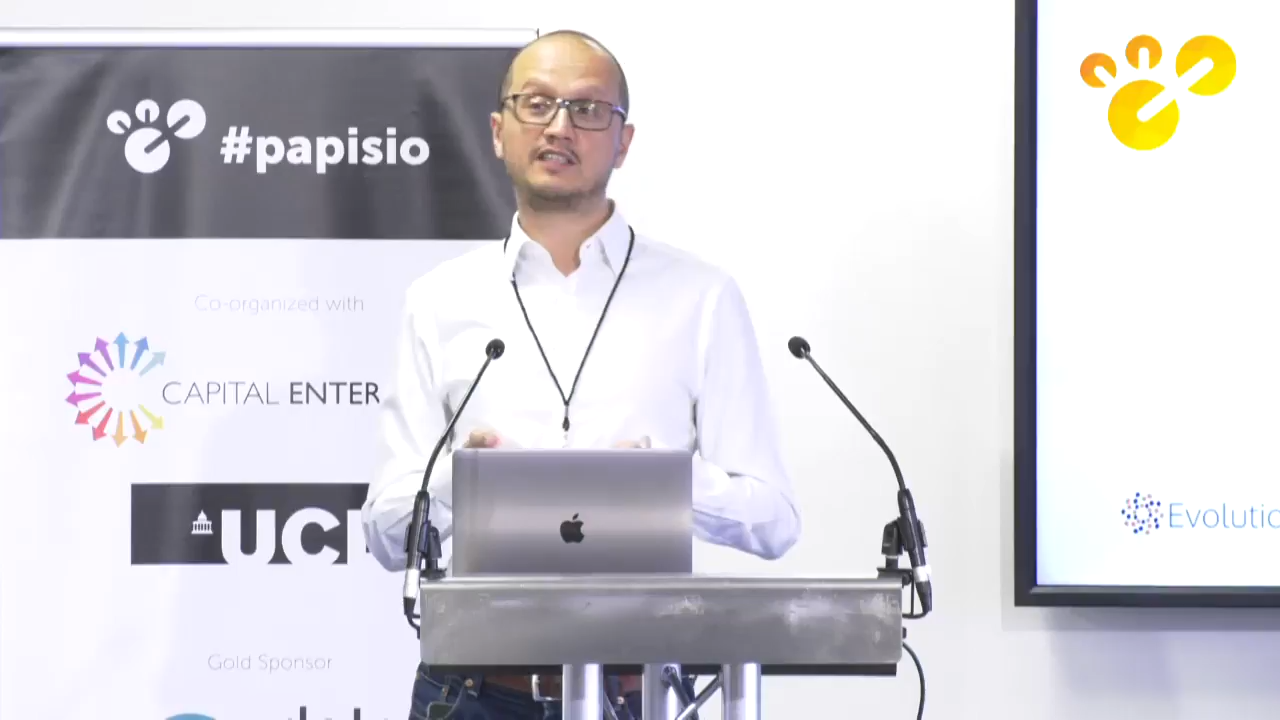 #papisio
Co-organized with
CAPITAL ENTER
UCL
Gold Sponsor
Evolutio